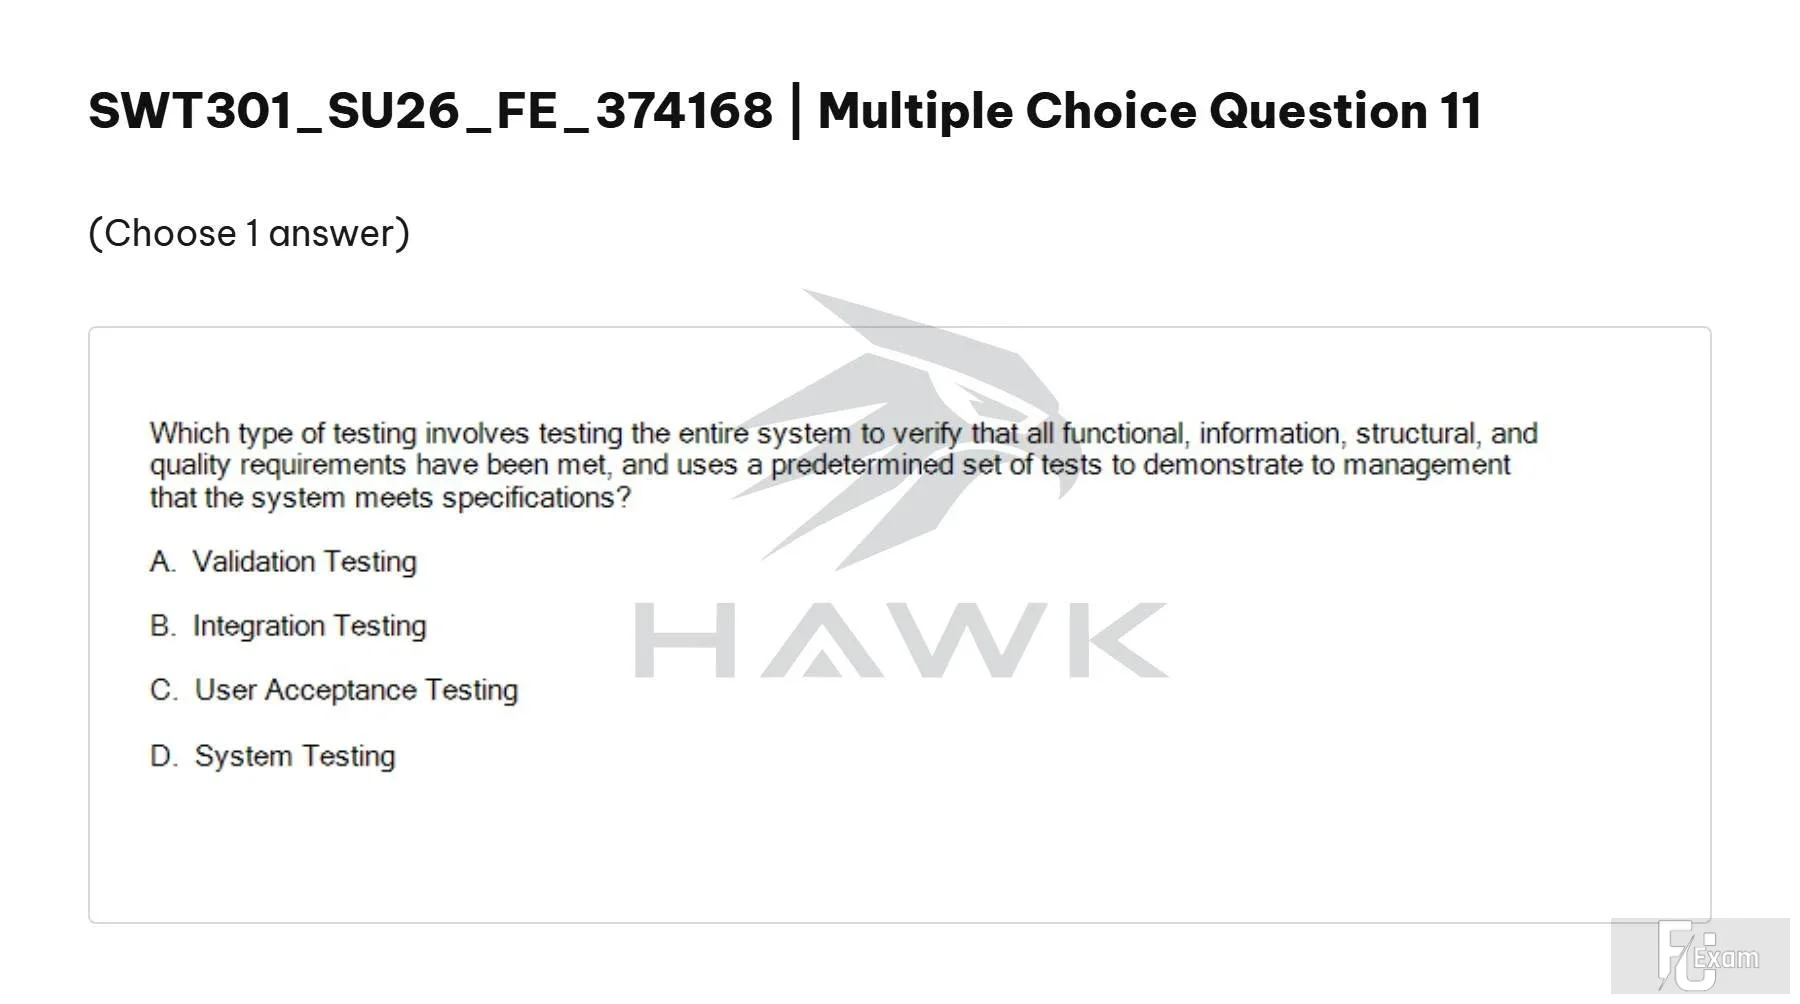 SWT301_SU26_FE_374168 | Multiple Choice Question 11
(Choose 1 answer)
Which type of testing involves testing the entire system to verify that all functional, information, structural, and
quality requirements have been met, and uses a predetermined set of tests to demonstrate to management
that the system meets specifications?
A. Validation Testing
B. Integration Testing
C. User Acceptance Testing
D. System Testing
HAWK
FU Exam